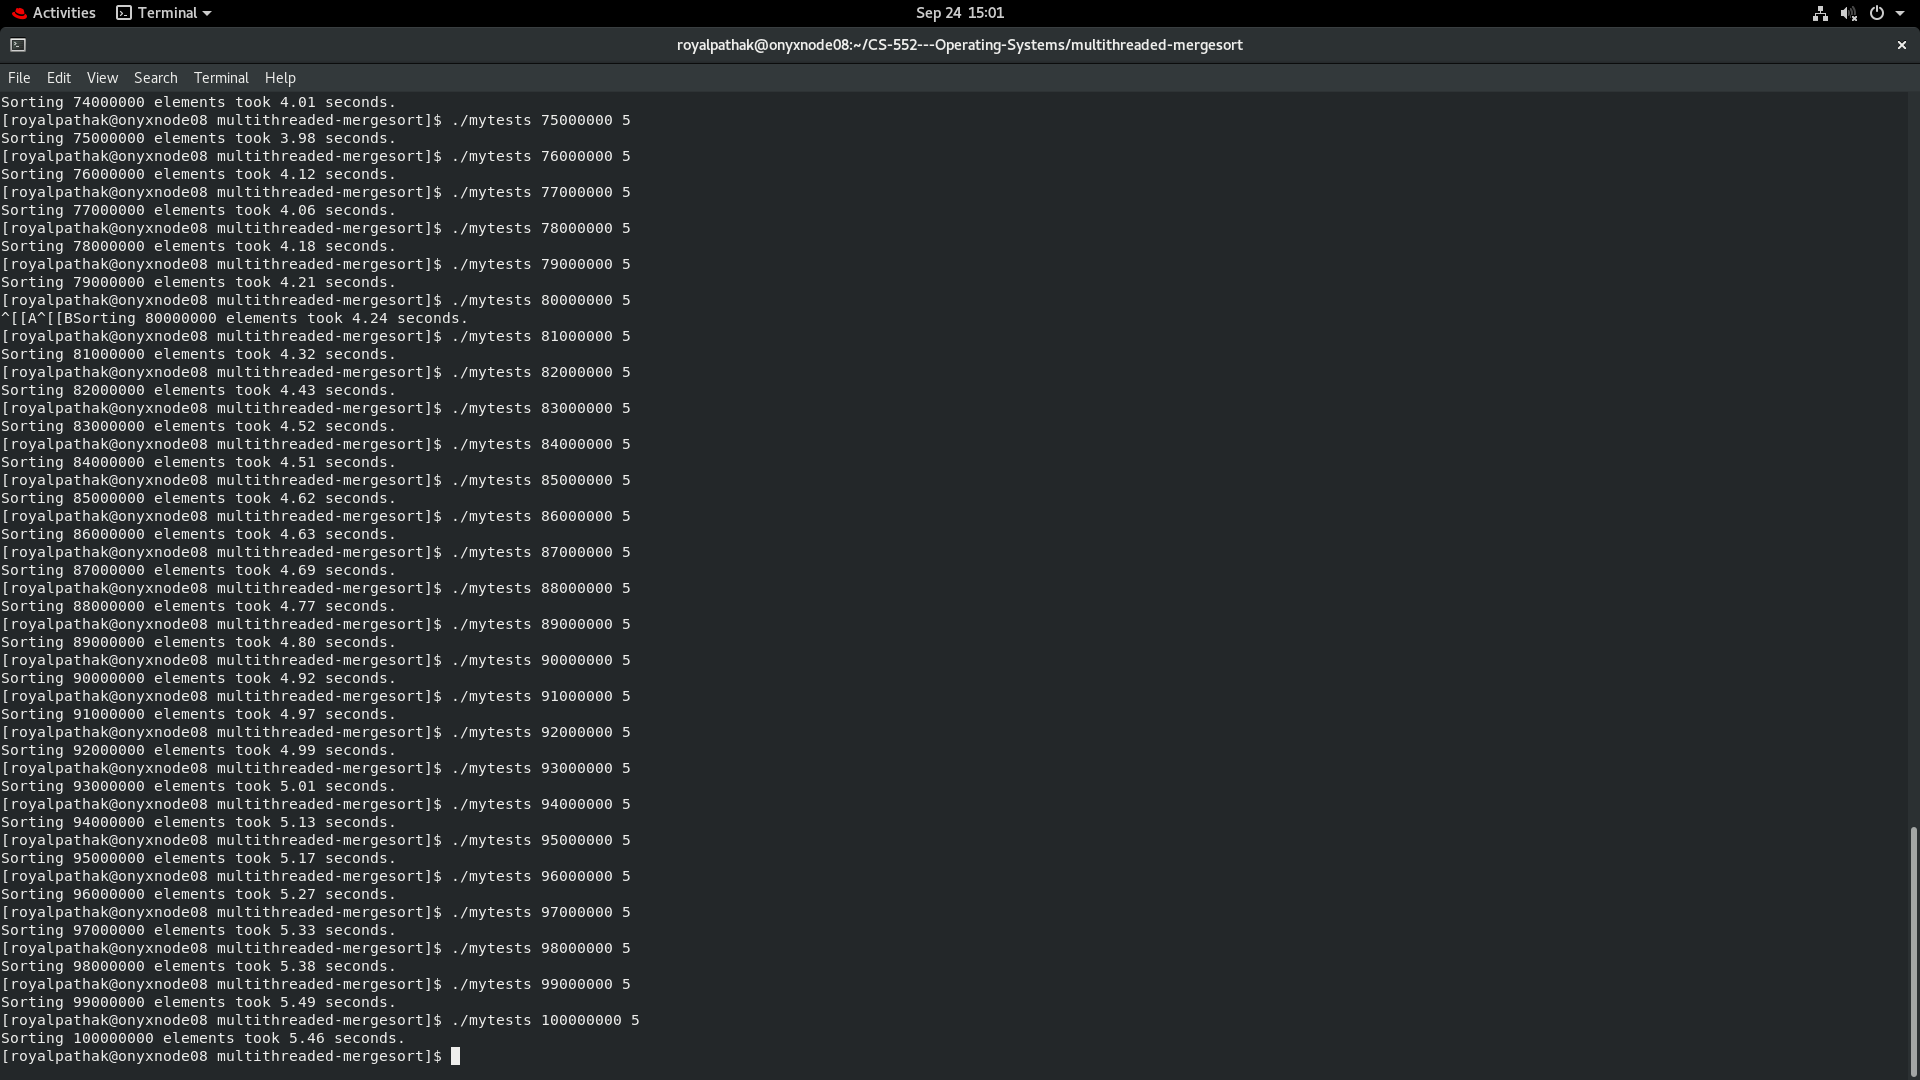 Activities Terminal Sep 24 15:01
royalpathak@onyxnode08:~/CS-552---Operating-Systems/multithreaded-mergesort
File Edit View Search Terminal Help
Sorting 74000000 elements took 4.01 seconds.
[royalpathak@onyxnode08 multithreaded-mergesort]$ ./mytests 75000000 5
Sorting 75000000 elements took 3.98 seconds.
[royalpathak@onyxnode08 multithreaded-mergesort]$ ./mytests 76000000 5
Sorting 76000000 elements took 4.12 seconds.
[royalpathak@onyxnode08 multithreaded-mergesort]$ ./mytests 77000000 5
Sorting 77000000 elements took 4.06 seconds.
[royalpathak@onyxnode08 multithreaded-mergesort]$ ./mytests 78000000 5
Sorting 78000000 elements took 4.18 seconds.
[royalpathak@onyxnode08 multithreaded-mergesort]$ ./mytests 79000000 5
Sorting 79000000 elements took 4.21 seconds.
[royalpathak@onyxnode08 multithreaded-mergesort]$ ./mytests 80000000 5
^[[A^[[BSorting 80000000 elements took 4.24 seconds.
[royalpathak@onyxnode08 multithreaded-mergesort]$ ./mytests 81000000 5
Sorting 81000000 elements took 4.32 seconds.
[royalpathak@onyxnode08 multithreaded-mergesort]$ ./mytests 82000000 5
Sorting 82000000 elements took 4.43 seconds.
[royalpathak@onyxnode08 multithreaded-mergesort]$ ./mytests 83000000 5
Sorting 83000000 elements took 4.52 seconds.
[royalpathak@onyxnode08 multithreaded-mergesort]$ ./mytests 84000000 5
Sorting 84000000 elements took 4.51 seconds.
[royalpathak@onyxnode08 multithreaded-mergesort]$ ./mytests 85000000 5
Sorting 85000000 elements took 4.62 seconds.
[royalpathak@onyxnode08 multithreaded-mergesort]$ ./mytests 86000000 5
Sorting 86000000 elements took 4.63 seconds.
[royalpathak@onyxnode08 multithreaded-mergesort]$ ./mytests 87000000 5
Sorting 87000000 elements took 4.69 seconds.
[royalpathak@onyxnode08 multithreaded-mergesort]$ ./mytests 88000000 5
Sorting 88000000 elements took 4.77 seconds.
[royalpathak@onyxnode08 multithreaded-mergesort]$ ./mytests 89000000 5
Sorting 89000000 elements took 4.80 seconds.
[royalpathak@onyxnode08 multithreaded-mergesort]$ ./mytests 90000000 5
Sorting 90000000 elements took 4.92 seconds.
[royalpathak@onyxnode08 multithreaded-mergesort]$ ./mytests 91000000 5
Sorting 91000000 elements took 4.97 seconds.
[royalpathak@onyxnode08 multithreaded-mergesort]$ ./mytests 92000000 5
Sorting 92000000 elements took 4.99 seconds.
[royalpathak@onyxnode08 multithreaded-mergesort]$ ./mytests 93000000 5
Sorting 93000000 elements took 5.01 seconds.
[royalpathak@onyxnode08 multithreaded-mergesort]$ ./mytests 94000000 5
Sorting 94000000 elements took 5.13 seconds.
[royalpathak@onyxnode08 multithreaded-mergesort]$ ./mytests 95000000 5
Sorting 95000000 elements took 5.17 seconds.
[royalpathak@onyxnode08 multithreaded-mergesort]$ ./mytests 96000000 5
Sorting 96000000 elements took 5.27 seconds.
[royalpathak@onyxnode08 multithreaded-mergesort]$ ./mytests 97000000 5
Sorting 97000000 elements took 5.33 seconds.
[royalpathak@onyxnode08 multithreaded-mergesort]$ ./mytests 98000000 5
Sorting 98000000 elements took 5.38 seconds.
[royalpathak@onyxnode08 multithreaded-mergesort]$ ./mytests 99000000 5
Sorting 99000000 elements took 5.49 seconds.
[royalpathak@onyxnode08 multithreaded-mergesort]$ ./mytests 100000000 5
Sorting 100000000 elements took 5.46 seconds.
[royalpathak@onyxnode08 multithreaded-mergesort]$